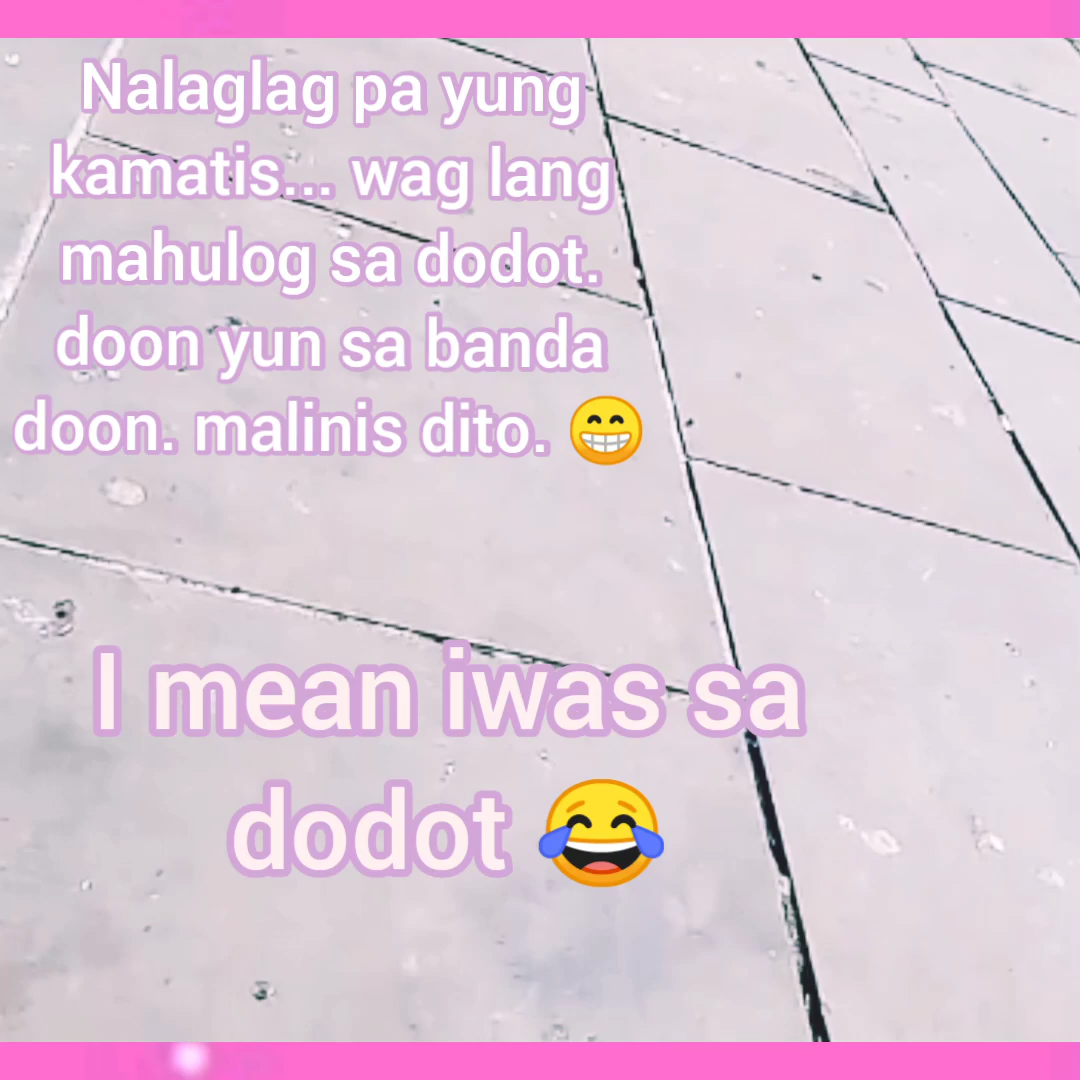 Nalaglag pa yung
kamatis... wag lang
mahulog sa dodot.
doon yun sa banda
doon. malinis dito. 😁
I mean iwas sa
dodot 😂